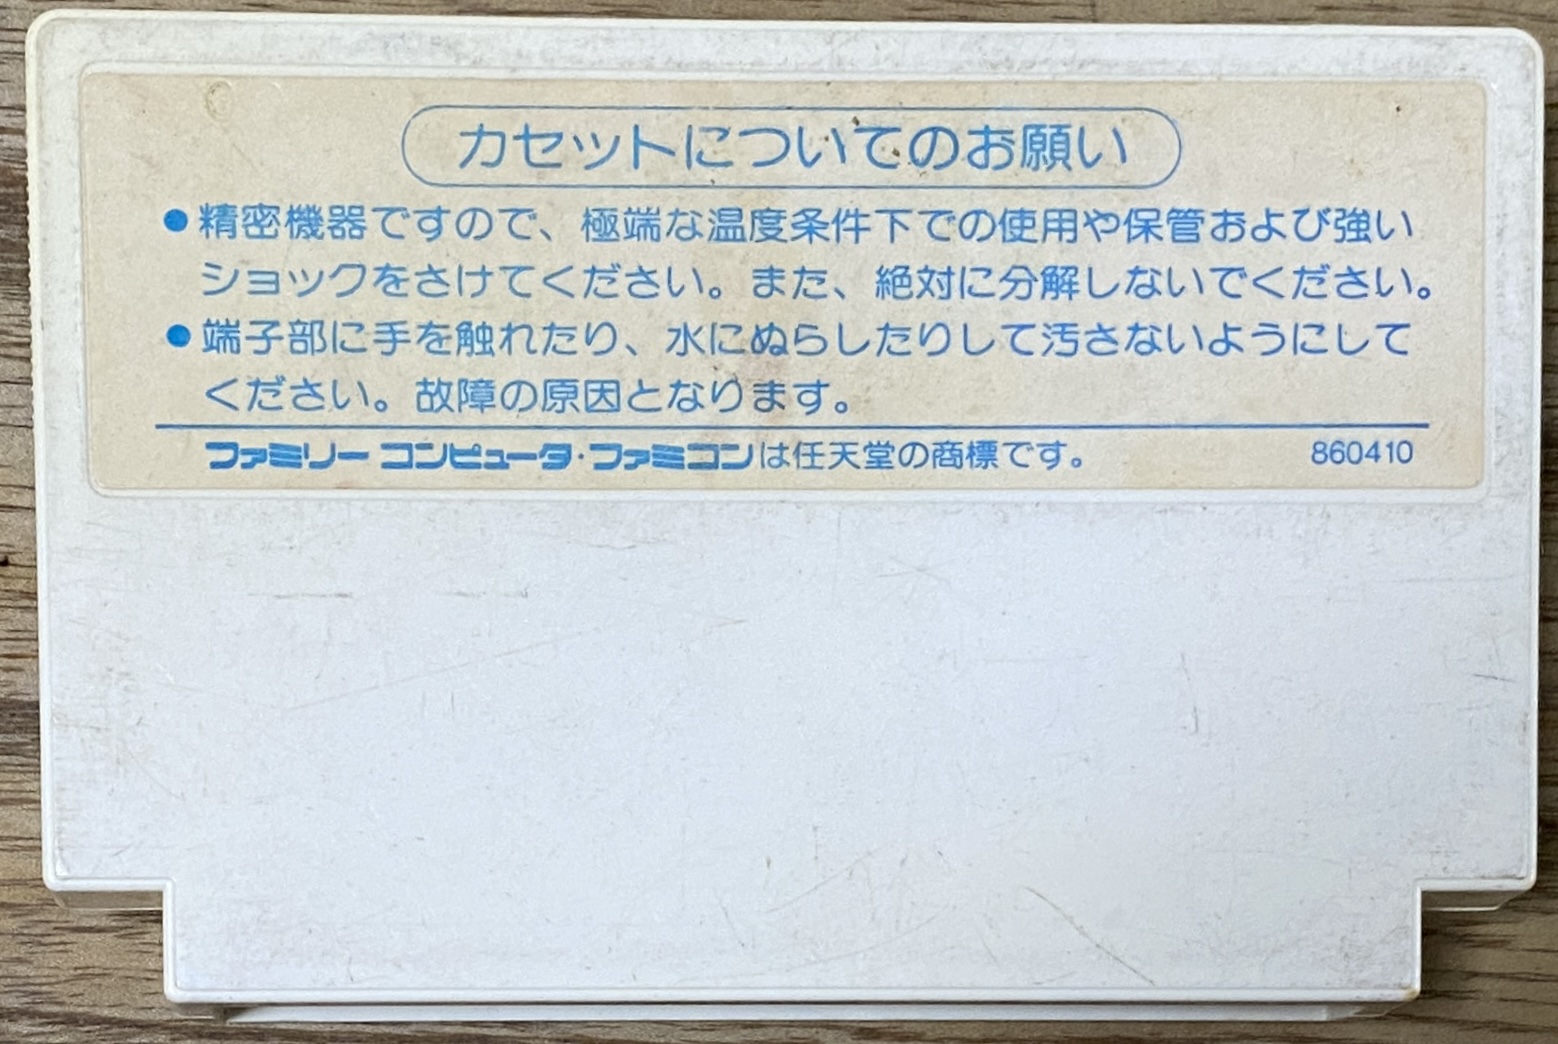 カセットについてのお願い
●精密機器ですので、極端な温度条件下での使用や保管および強い
ショックをさけてください。また、絶対に分解しないでください。
●端子部に手を触れたり、水にぬらしたりして汚さないようにして
ください。故障の原因となります。
ファミリーコンピュータ・ファミコンは任天堂の商標です。 860410